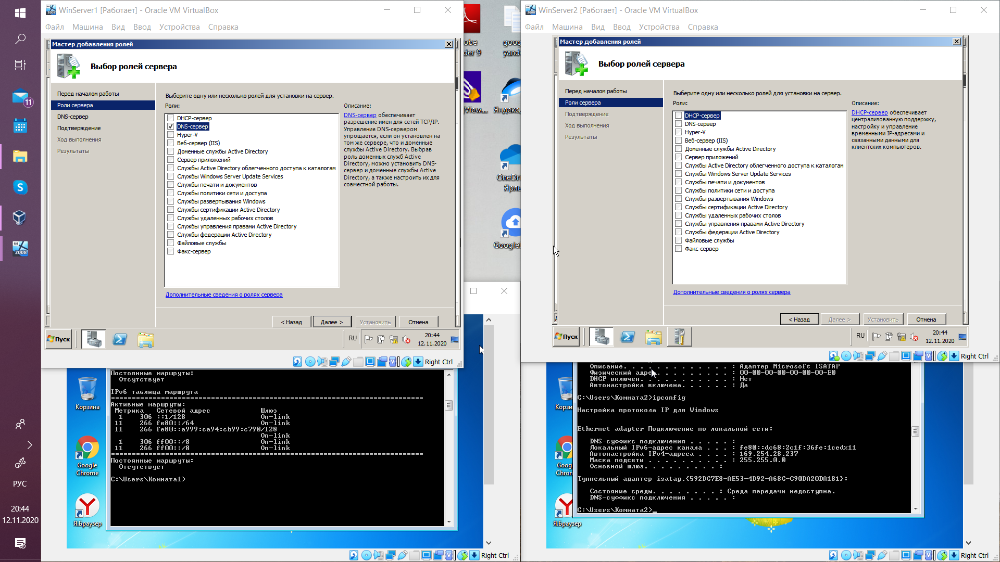 WinServer1 [Работает] - Oracle VM VirtualBox
Файл Машина Вид Ввод Устройства Справка
Мастер добавления ролей
Выбор ролей сервера
Перед началом работы
Роли сервера
DNS-сервер
Подтверждение
Ход выполнения
Результаты
Выберите одну или несколько ролей для установки на сервер.
Роли:
DHCP-сервер
DNS-сервер
Hyper-V
Веб-сервер (IIS)
Доменные службы Active Directory
Сервер приложений
Службы Active Directory облегченного доступа к каталогам
Службы Windows Server Update Services
Службы печати и документов
Службы политики сети и доступа
Службы развертывания Windows
Службы сертификации Active Directory
Службы удаленных рабочих столов
Службы управления правами Active Directory
Службы федерации Active Directory
Файловые службы
Факс-сервер
Описание:
DNS-сервер обеспечивает
разрешение имен для сетей TCP/IP.
Управление DNS-сервером
упрощается, если он установлен на
том же сервере, что и доменные
службы Active Directory. Выбрав
роль доменных служб Active
Directory, можно установить DNS-
сервер и доменные службы Active
Directory, а также настроить их для
совместной работы.
Дополнительные сведения о ролях сервера
< Назад Далее > Установить Отмена
Пуск
RU
20:44
12.11.2020
Right Ctrl
obe
der 9
goog
yand
View....
Яндекс,
OneDri
Ярль
Google
WinServer2 [Работает] - Oracle VM VirtualBox
Файл Машина Вид Ввод Устройства Справка
Мастер добавления ролей
Выбор ролей сервера
Перед началом работы
Роли сервера
Подтверждение
Ход выполнения
Результаты
Выберите одну или несколько ролей для установки на сервер.
Роли:
DHCP-сервер
DNS-сервер
Hyper-V
Веб-сервер (IIS)
Доменные службы Active Directory
Сервер приложений
Службы Active Directory облегченного доступа к каталогам
Службы Windows Server Update Services
Службы печати и документов
Службы политики сети и доступа
Службы развертывания Windows
Службы сертификации Active Directory
Службы удаленных рабочих столов
Службы управления правами Active Directory
Службы федерации Active Directory
Файловые службы
Факс-сервер
Описание:
DHCP-сервер обеспечивает
централизованную поддержку,
настройку и управление
временными IP-адресами и
связанными данными для
клиентских компьютеров.
Дополнительные сведения о ролях сервера
< Назад Далее > Установить Отмена
Пуск
RU
20:44
12.11.2020
Right Ctrl
Корзина
Google
Chrome
Я.Браузер
Постоянные маршруты:
Отсутствует
IPv6 таблица маршрута
===========================================================================
Активные маршруты:
Метрика Сетевой адрес Шлюз
1 306 ::1/128 On-link
11 266 fe80::/64 On-link
11 266 fe80::a999:ca94:cb99:c790/128
On-link
1 306 ff00::/8 On-link
11 266 ff00::/8 On-link
===========================================================================
Постоянные маршруты:
Отсутствует
C:\Users\Комната1>
Right Ctrl
Корзи
Goog
Chron
Я.Браузер
Описание. . . . . . . . . . . . . : Адаптер Microsoft ISATAP
Физический адре. . . . . . . . . . : 00-00-00-00-00-00-00-E0
DHCP включен. . . . . . . . . . . : Нет
Автонастройка включена. . . . . . : Да
C:\Users\Комната2>ipconfig
Настройка протокола IP для Windows
Ethernet adapter Подключение по локальной сети:
DNS-суффикс подключения . . . . . :
Локальный IPv6-адрес канала . . . : fe80::dc68:2c1f:36fe:1ced%11
Автонастройка IPv4-адреса . . . . : 169.254.28.237
Маска подсети . . . . . . . . . . : 255.255.0.0
Основной шлюз. . . . . . . . . :
Туннельный адаптер isatap.{592DC7E8-AE53-4D92-A68C-C90DA20DA181}:
Состояние среды. . . . . . . . : Среда передачи недоступна.
DNS-суффикс подключения . . . . . :
C:\Users\Комната2>_
Right Ctrl
11
64
2008
РУС
20:44
12.11.2020